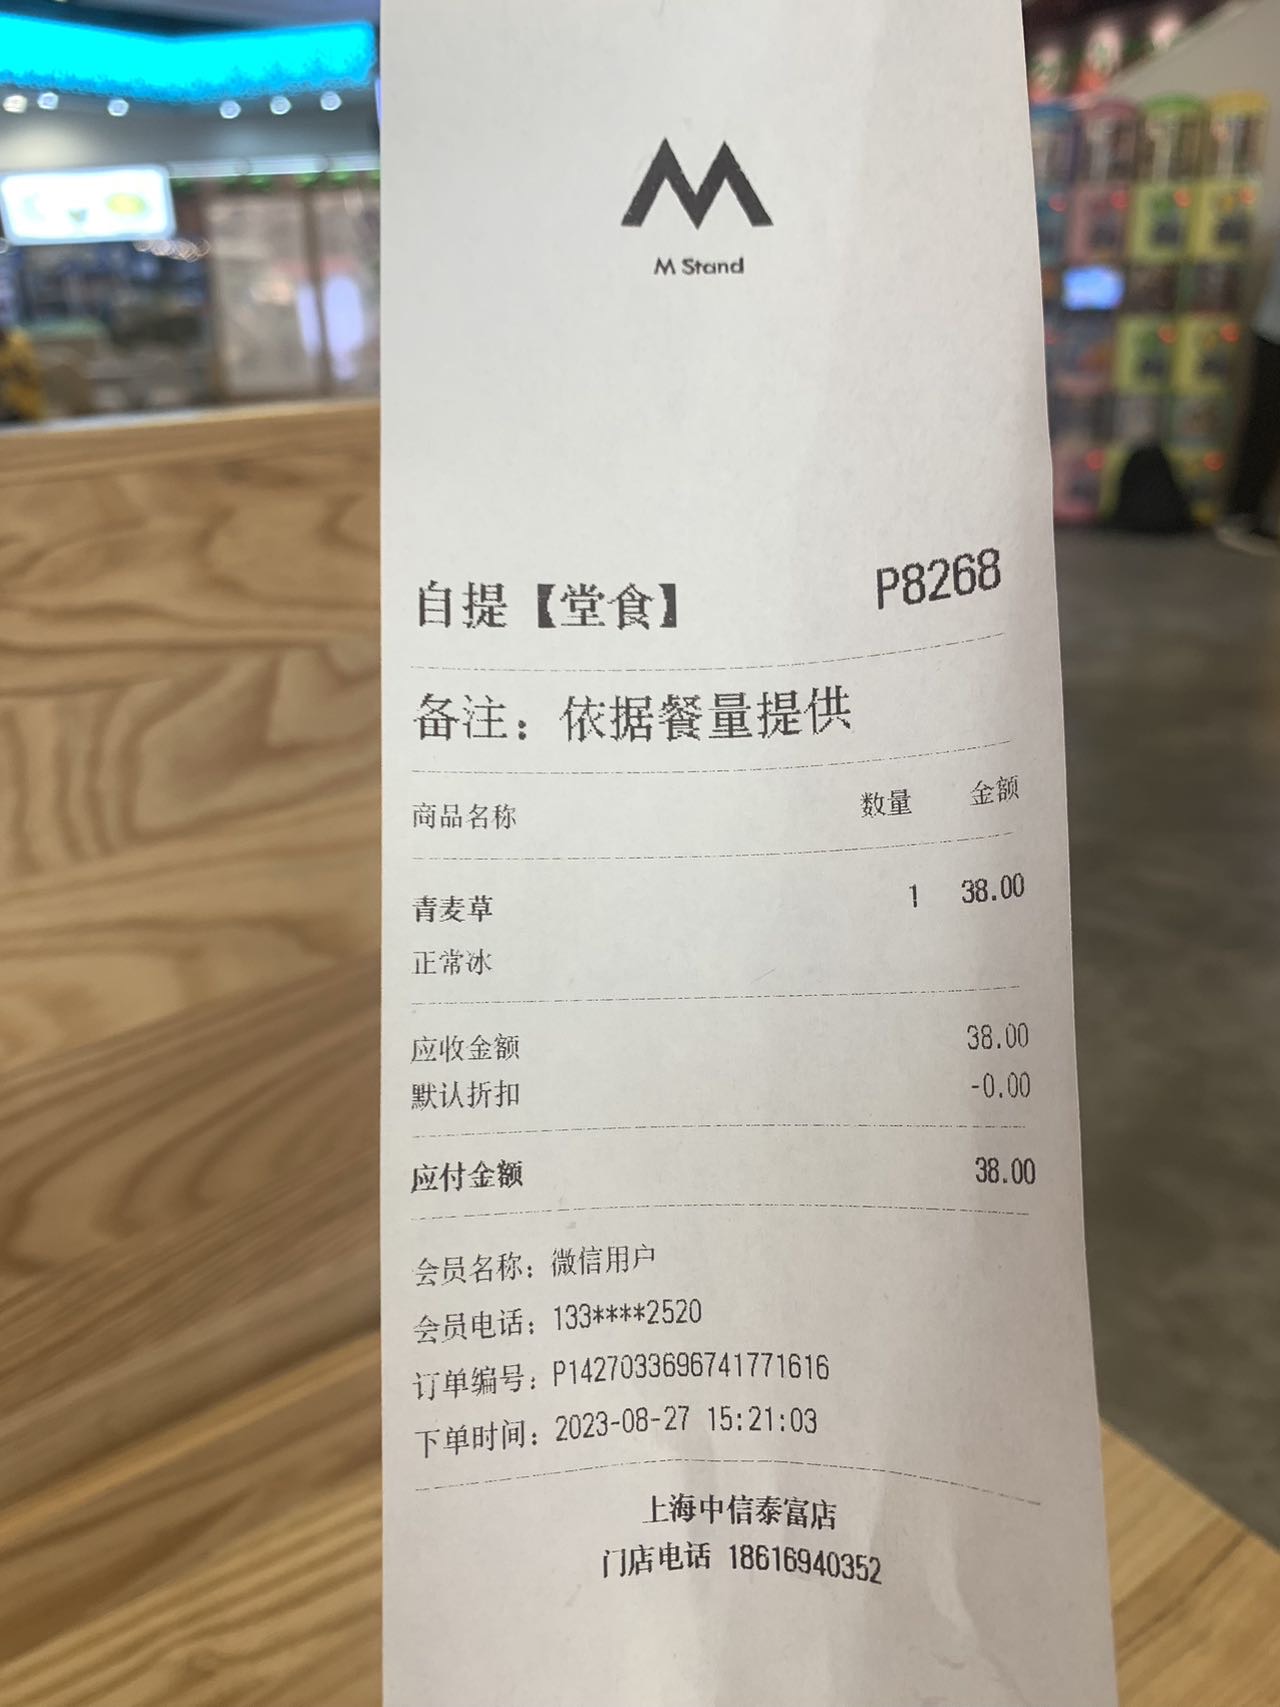 M Stand
自提【堂食】 P8268
备注：依据餐量提供
商品名称 数量 金额
青麦草 1 38.00
正常冰
应收金额 38.00
默认折扣 -0.00
应付金额 38.00
会员名称：微信用户
会员电话：133****2520
订单编号：P1427033696741771616
下单时间：2023-08-27 15:21:03
上海中信泰富店
门店电话 18616940352